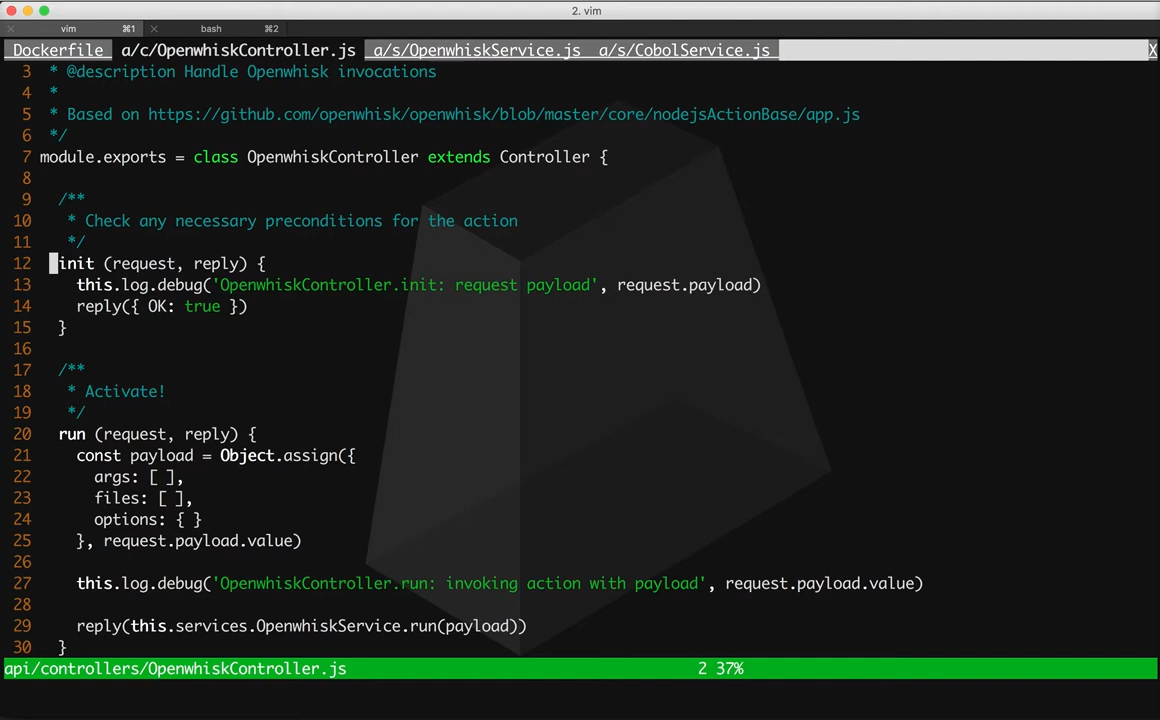 2. vim
vim ⌘1 bash ⌘2
Dockerfile a/c/OpenwhiskController.js a/s/OpenwhiskService.js a/s/CobolService.js X
3 * @description Handle Openwhisk invocations
4 *
5 * Based on https://github.com/openwhisk/openwhisk/blob/master/core/nodejsActionBase/app.js
6 */
7 module.exports = class OpenwhiskController extends Controller {
8
9 /**
10 * Check any necessary preconditions for the action
11 */
12 init (request, reply) {
13 this.log.debug('OpenwhiskController.init: request payload', request.payload)
14 reply({ OK: true })
15 }
16
17 /**
18 * Activate!
19 */
20 run (request, reply) {
21 const payload = Object.assign({
22 args: [ ],
23 files: [ ],
24 options: { }
25 }, request.payload.value)
26
27 this.log.debug('OpenwhiskController.run: invoking action with payload', request.payload.value)
28
29 reply(this.services.OpenwhiskService.run(payload))
30 }
api/controllers/OpenwhiskController.js 2 37%